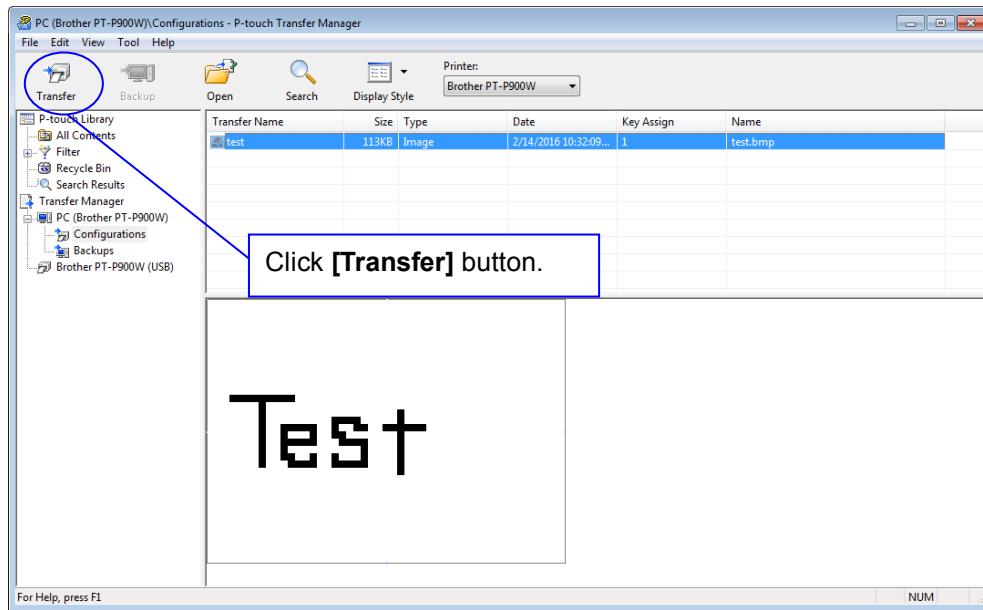 PC (Brother PT-P900W)\Configurations - P-touch Transfer Manager
File Edit View Tool Help
Transfer Backup Open Search Display Style
Printer:
Brother PT-P900W
P-touch Library
All Contents
Filter
Recycle Bin
Search Results
Transfer Manager
PC (Brother PT-P900W)
Configurations
Backups
Brother PT-P900W (USB)
Transfer Name Size Type Date Key Assign Name
test 113KB Image 2/14/2016 10:32:09... 1 test.bmp
Click [Transfer] button.
Test
For Help, press F1
NUM